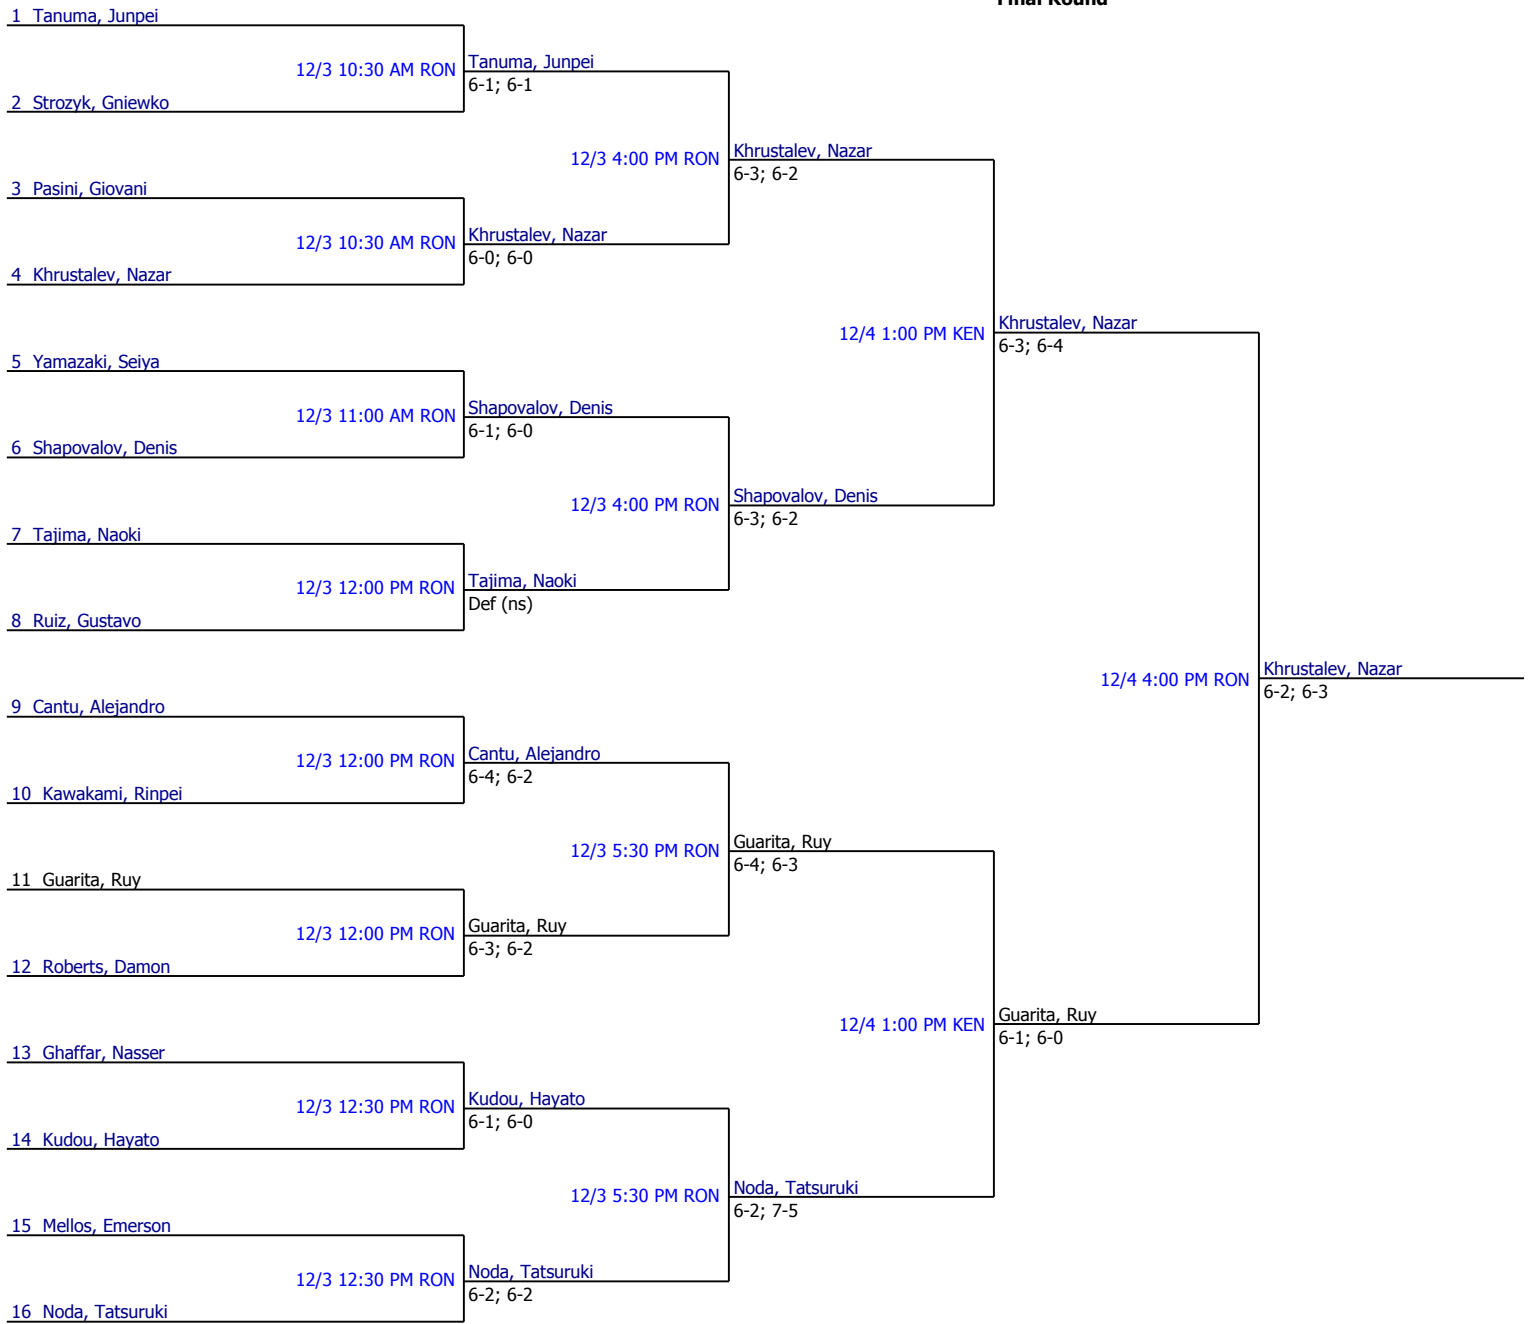 Final Round
1 Tanuma, Junpei
12/3 10:30 AM RON
Tanuma, Junpei
6-1; 6-1
2 Strozyk, Gniewko
12/3 4:00 PM RON
Khrustalev, Nazar
6-3; 6-2
3 Pasini, Giovani
12/3 10:30 AM RON
Khrustalev, Nazar
6-0; 6-0
4 Khrustalev, Nazar
12/4 1:00 PM KEN
Khrustalev, Nazar
6-3; 6-4
5 Yamazaki, Seiya
12/3 11:00 AM RON
Shapovalov, Denis
6-1; 6-0
6 Shapovalov, Denis
12/3 4:00 PM RON
Shapovalov, Denis
6-3; 6-2
7 Tajima, Naoki
12/3 12:00 PM RON
Tajima, Naoki
Def (ns)
8 Ruiz, Gustavo
12/4 4:00 PM RON
Khrustalev, Nazar
6-2; 6-3
9 Cantu, Alejandro
12/3 12:00 PM RON
Cantu, Alejandro
6-4; 6-2
10 Kawakami, Rinpei
12/3 5:30 PM RON
Guarita, Ruy
6-4; 6-3
11 Guarita, Ruy
12/3 12:00 PM RON
Guarita, Ruy
6-3; 6-2
12 Roberts, Damon
12/4 1:00 PM KEN
Guarita, Ruy
6-1; 6-0
13 Ghaffar, Nasser
12/3 12:30 PM RON
Kudou, Hayato
6-1; 6-0
14 Kudou, Hayato
12/3 5:30 PM RON
Noda, Tatsuruki
6-2; 7-5
15 Mellos, Emerson
12/3 12:30 PM RON
Noda, Tatsuruki
6-2; 6-2
16 Noda, Tatsuruki